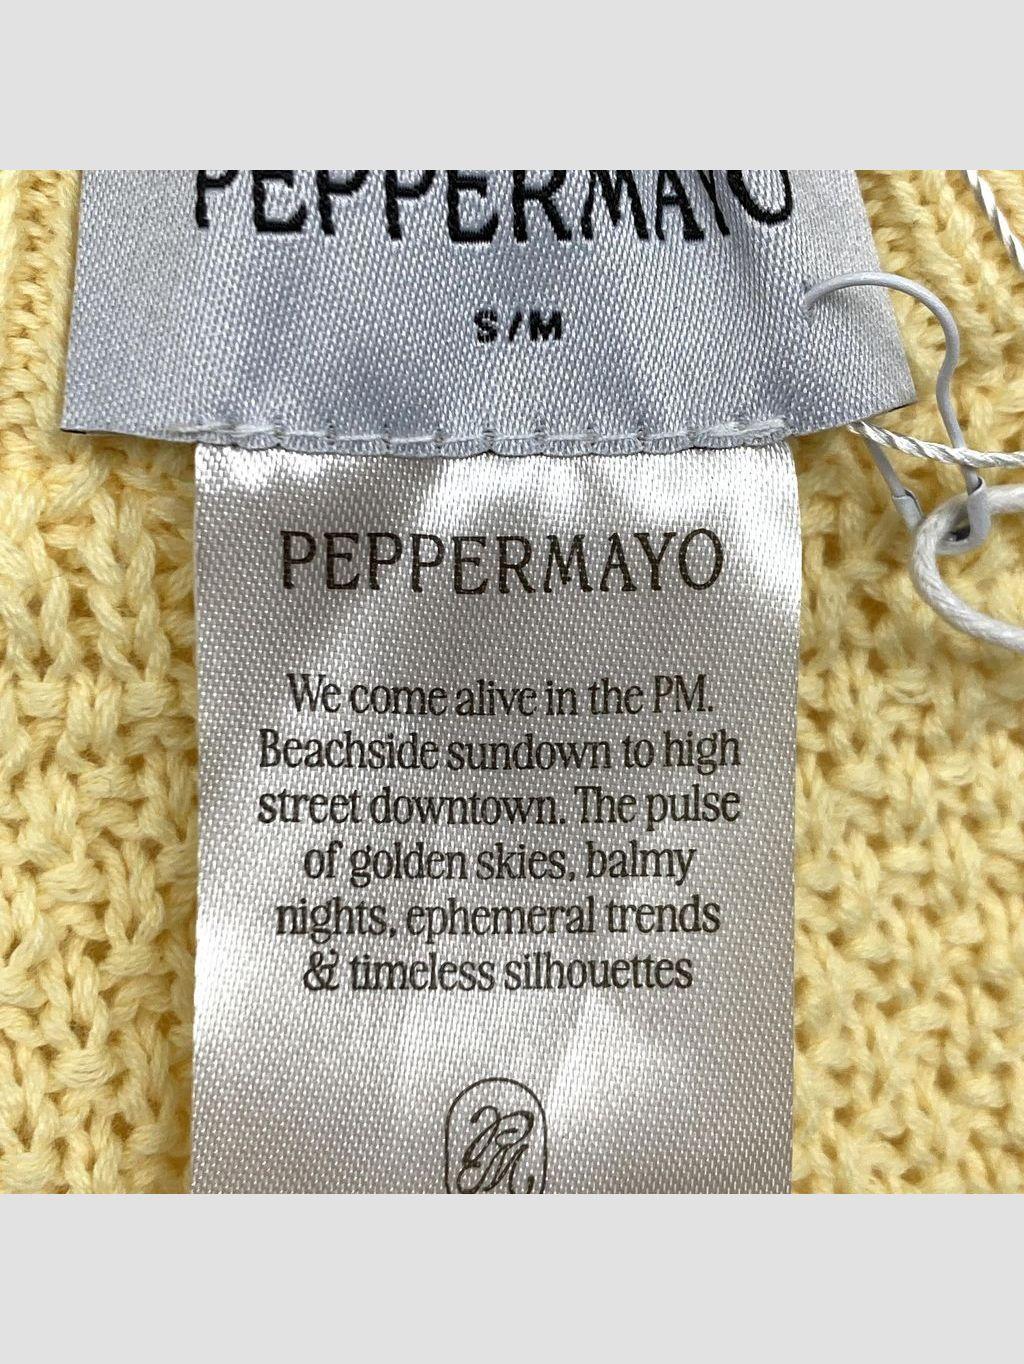 PEPPERMAYO
S/M
PEPPERMAYO
We come alive in the PM.
Beachside sundown to high
street downtown. The pulse
of golden skies, balmy
nights, ephemeral trends
& timeless silhouettes
PM